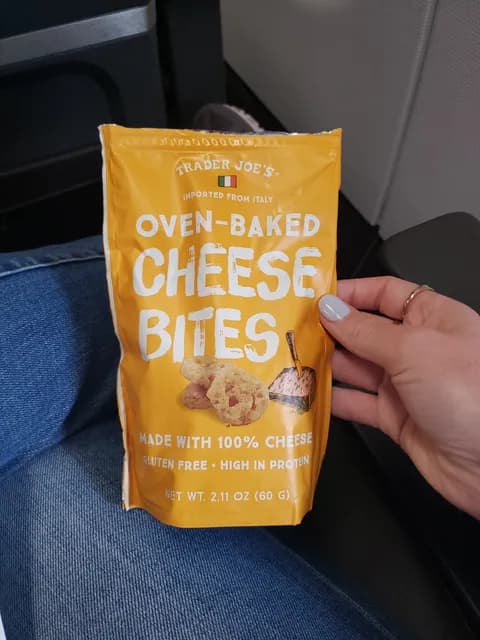 TRADER JOE'S
IMPORTED FROM ITALY
OVEN-BAKED
CHEESE
BITES
MADE WITH 100% CHEESE
GLUTEN FREE • HIGH IN PROTEIN
NET WT. 2.11 OZ (60 G)